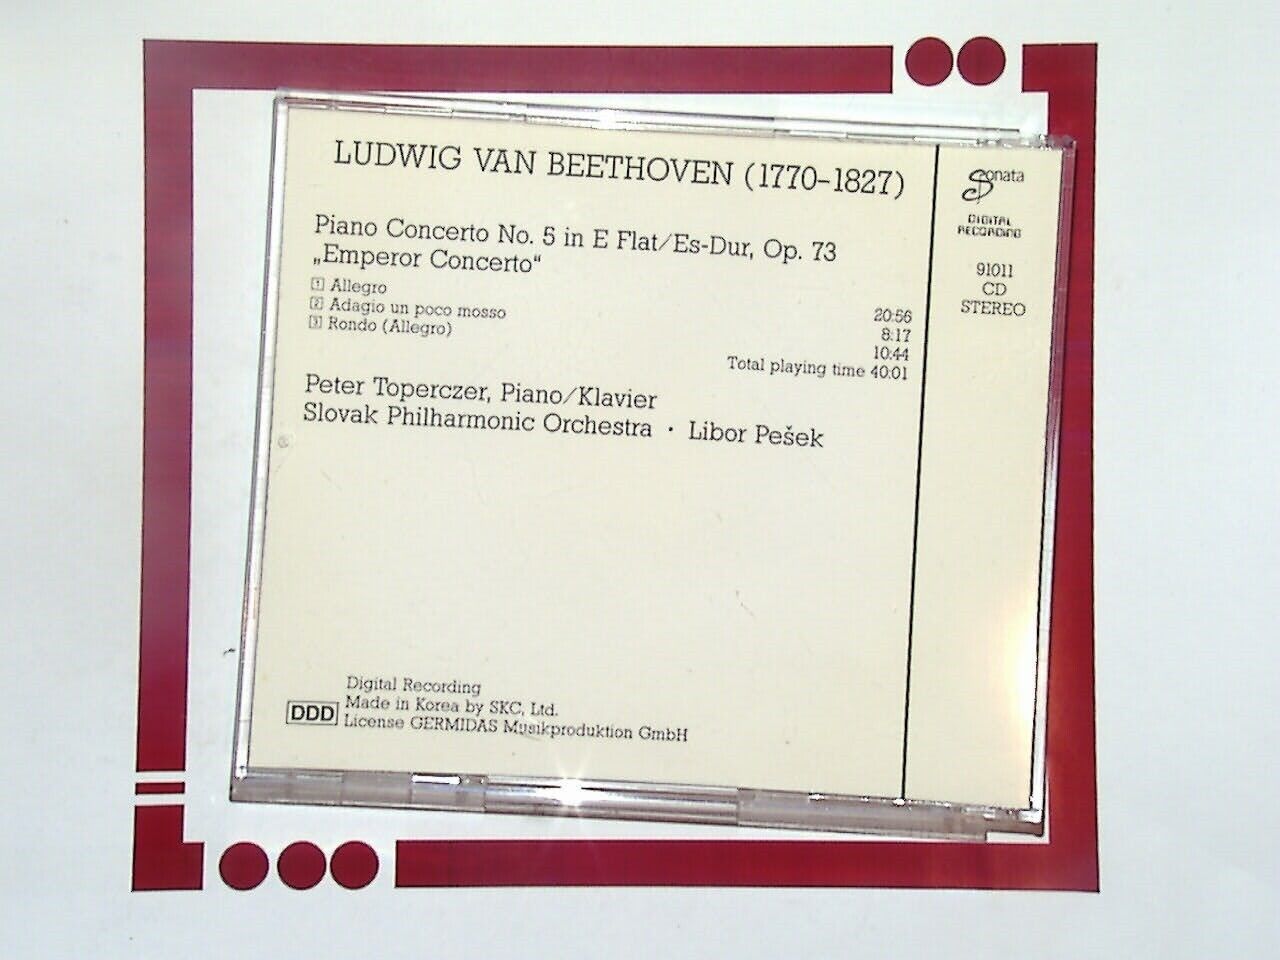 LUDWIG VAN BEETHOVEN (1770-1827)
Piano Concerto No. 5 in E Flat/Es-Dur, Op. 73
„Emperor Concerto“
1 Allegro 20:56
2 Adagio un poco mosso 8:17
3 Rondo (Allegro) 10:44
Total playing time 40:01
Peter Toperczer, Piano/Klavier
Slovak Philharmonic Orchestra · Libor Pešek
DDD
Digital Recording
Made in Korea by SKC, Ltd.
License GERMIDAS Musikproduktion GmbH
Sonata
DIGITAL
RECORDING
91011
CD
STEREO